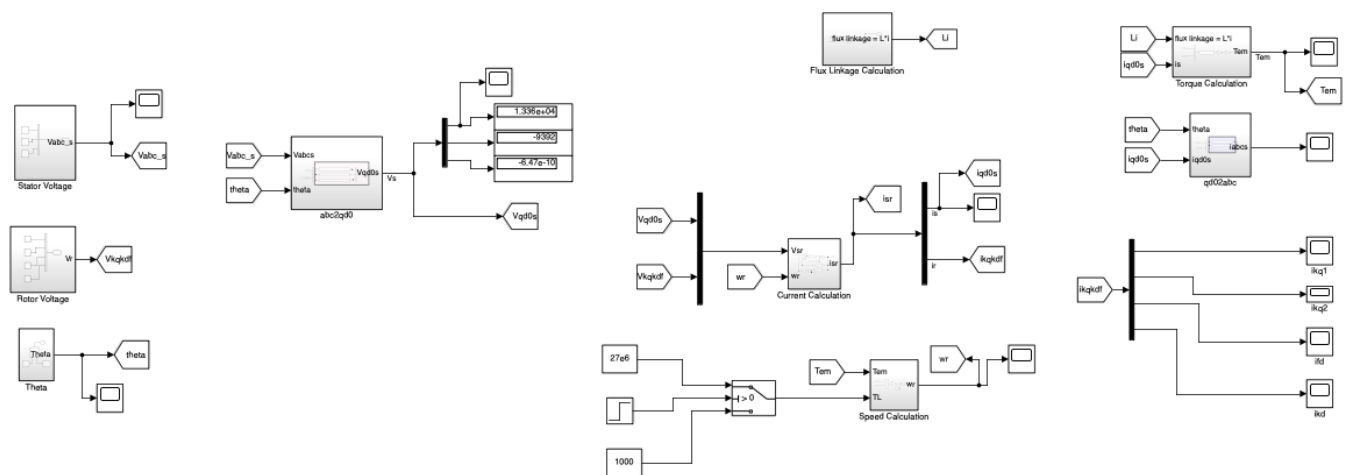 flux linkage = L*i
Li
Flux Linkage Calculation
Li
flux linkage = L*i
Tem
Tem
iqd0s
is
Torque Calculation
Tem
Vabc_s
Vabc_s
Stator Voltage
Vabc_s
Vabcs
theta
theta
Vqd0s
Vs
abc2qd0
1.336e+04
-9392
-6.47e-10
Vqd0s
theta
theta
iabcs
iqd0s
iqd0s
qd02abc
Vr
Vkqkdf
Rotor Voltage
Vqd0s
Vkqkdf
wr
Vsr
wr
isr
Current Calculation
isr
is
ir
iqd0s
ikqkdf
ikqkdf
ikq1
ikq2
ifd
ikd
Theta
theta
Theta
27e6
> 0
1000
Tem
Tem
TL
wr
Speed Calculation
wr